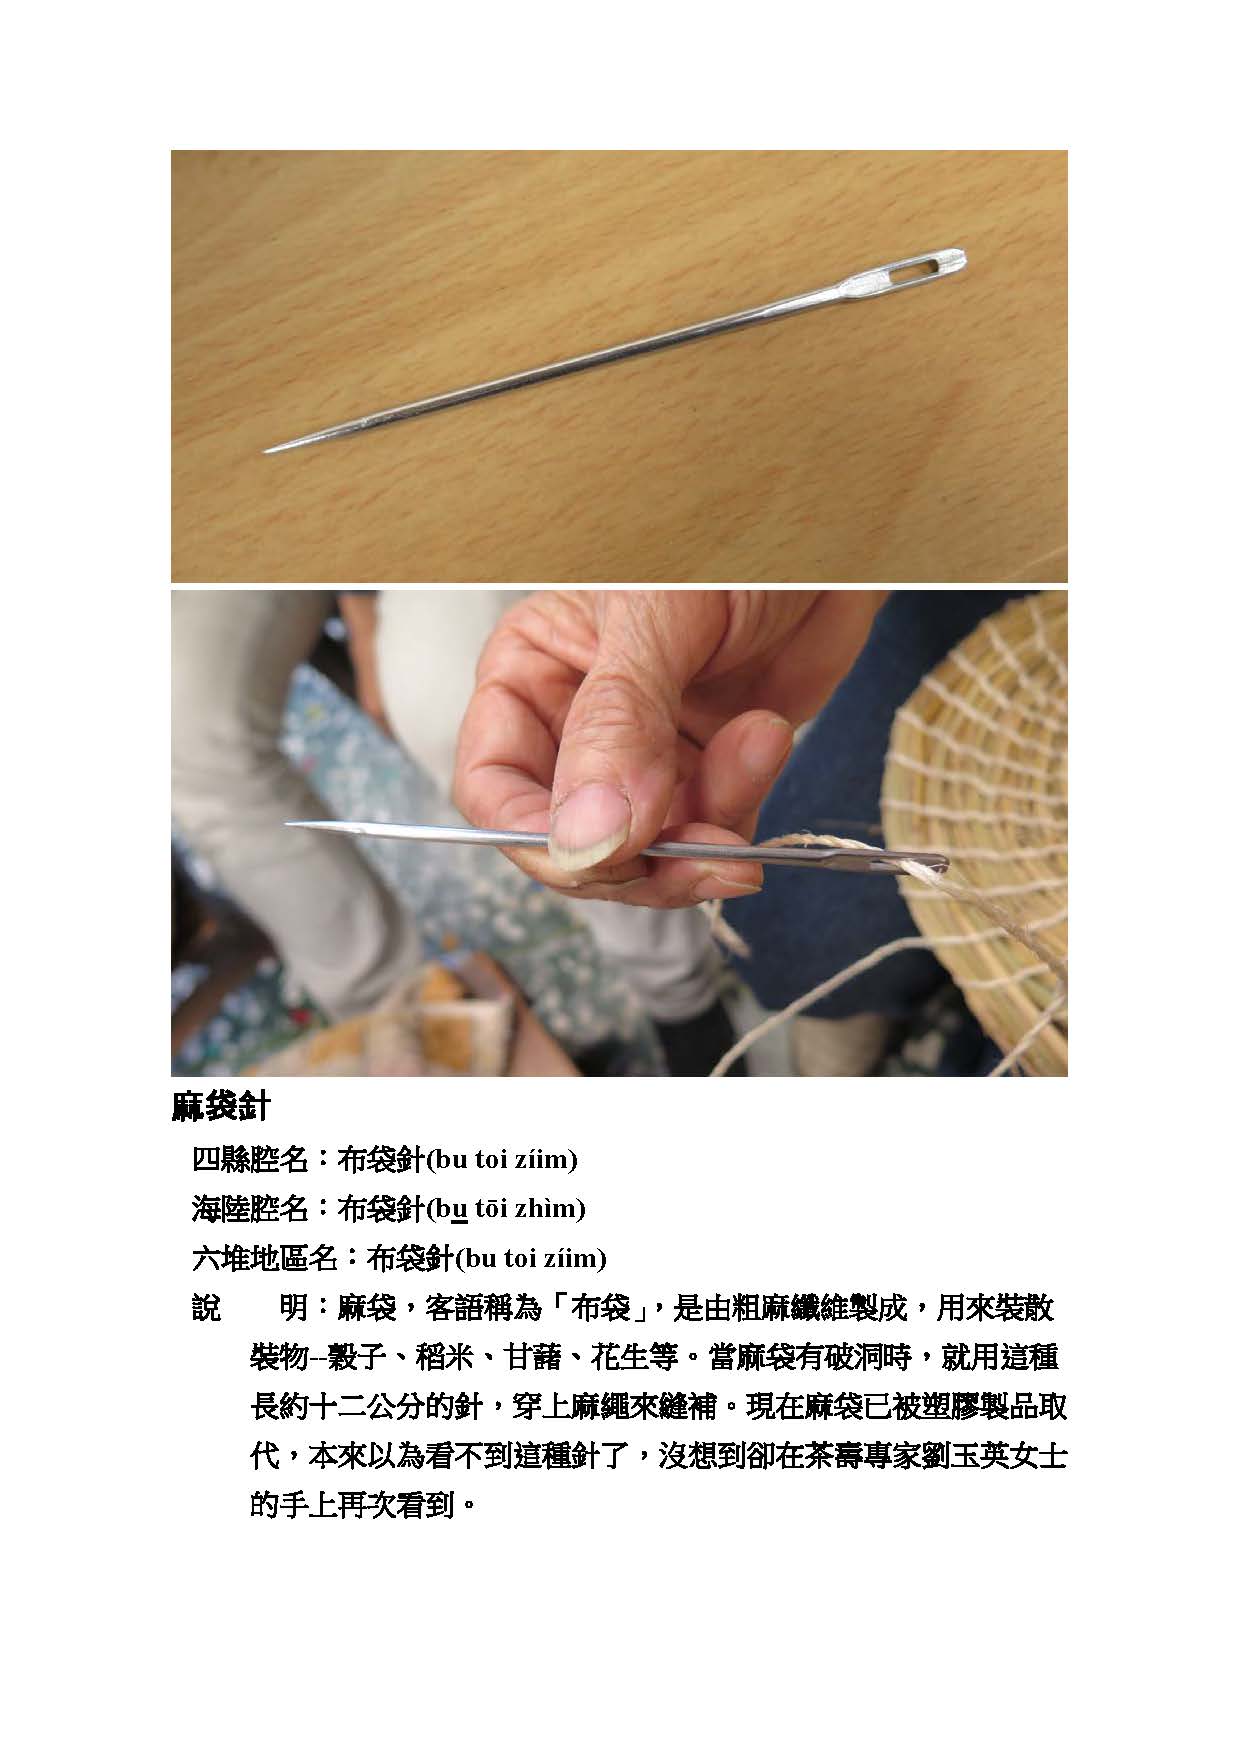 麻袋針
四縣腔名：布袋針(bu toi zíim)
海陸腔名：布袋針(bu tōi zhìm)
六堆地區名：布袋針(bu toi zíim)
說　　明：麻袋，客語稱為「布袋」，是由粗麻纖維製成，用來裝散
裝物--穀子、稻米、甘藷、花生等。當麻袋有破洞時，就用這種
長約十二公分的針，穿上麻繩來縫補。現在麻袋已被塑膠製品取
代，本來以為看不到這種針了，沒想到卻在茶壽專家劉玉英女士
的手上再次看到。